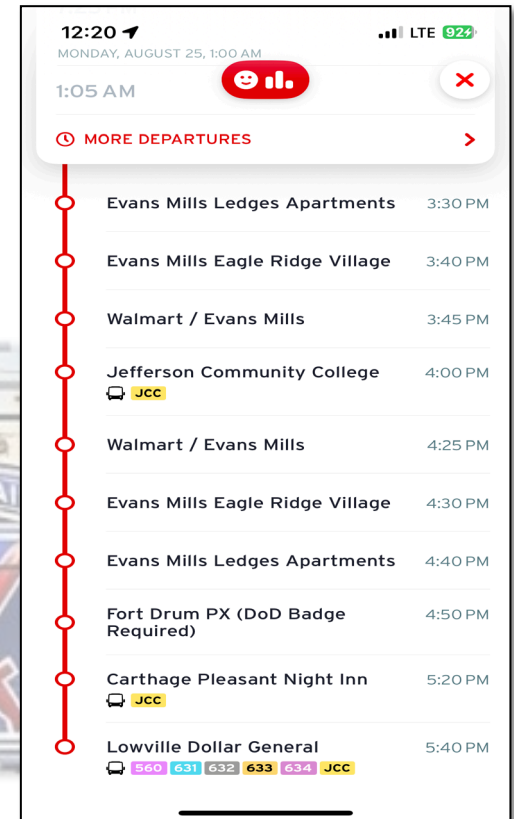 12:20
LTE 92
MONDAY, AUGUST 25, 1:00 AM
1:05 AM
MORE DEPARTURES
Evans Mills Ledges Apartments 3:30 PM
Evans Mills Eagle Ridge Village 3:40 PM
Walmart / Evans Mills 3:45 PM
Jefferson Community College 4:00 PM
JCC
Walmart / Evans Mills 4:25 PM
Evans Mills Eagle Ridge Village 4:30 PM
Evans Mills Ledges Apartments 4:40 PM
Fort Drum PX (DoD Badge 4:50 PM
Required)
Carthage Pleasant Night Inn 5:20 PM
JCC
Lowville Dollar General 5:40 PM
560 631 632 633 634 JCC